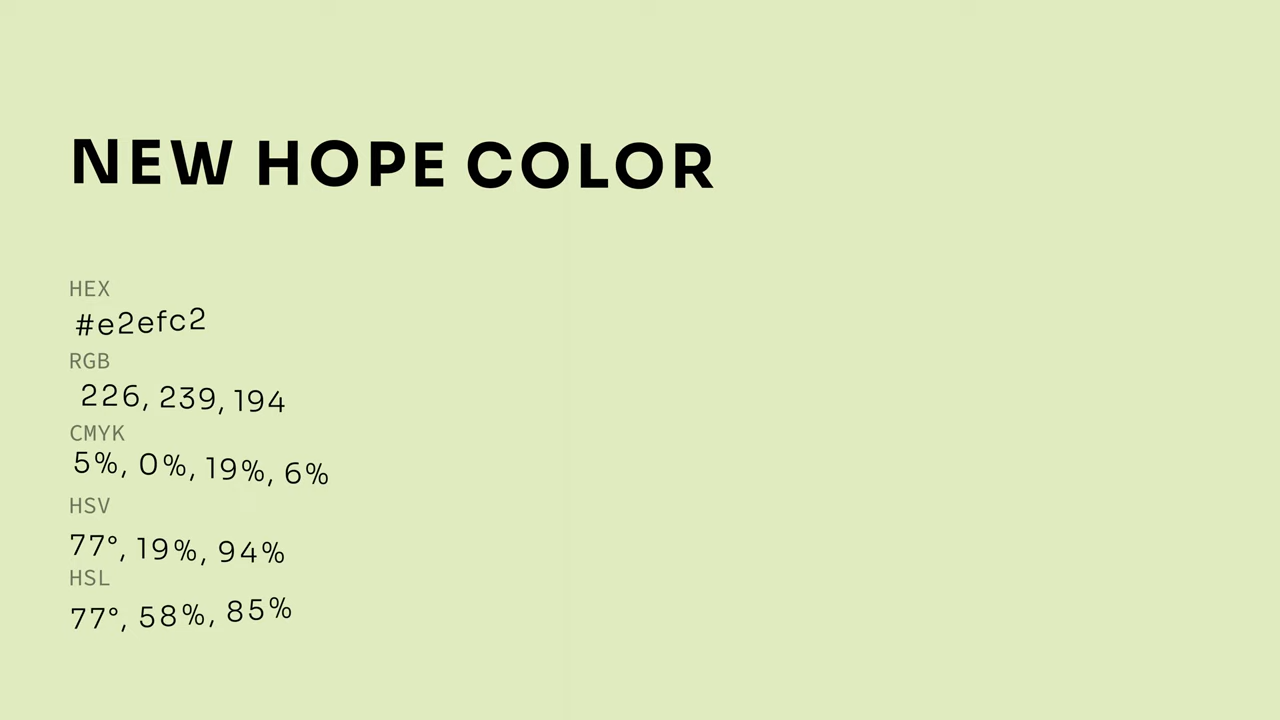 NEW HOPE COLOR
HEX
#e2efc2
RGB
226, 239, 194
CMYK
5%, 0%, 19%, 6%
HSV
77°, 19%, 94%
HSL
77°, 58%, 85%